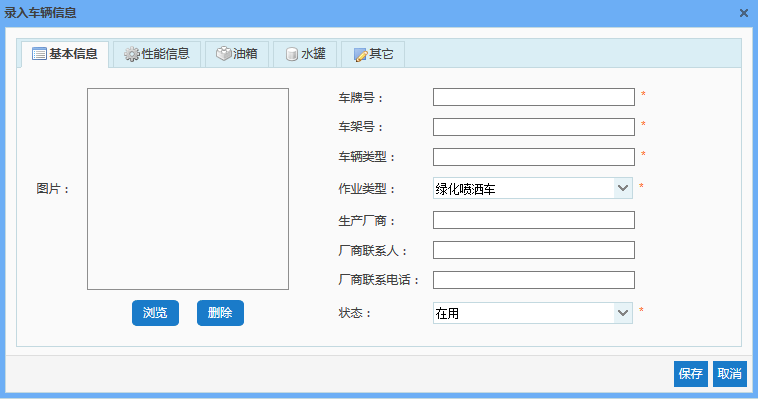 录入车辆信息
基本信息 性能信息 油箱 水罐 其它
车牌号： *
车架号： *
车辆类型： *
图片：
作业类型： 绿化喷洒车 *
生产厂商：
厂商联系人：
厂商联系电话：
浏览 删除
状态： 在用 *
保存 取消